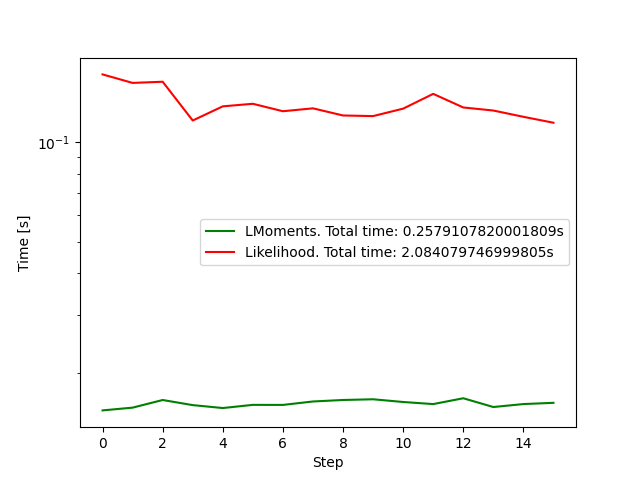 10⁻¹
Time [s]
LMoments. Total time: 0.2579107820001809s
Likelihood. Total time: 2.084079746999805s
0 2 4 6 8 10 12 14
Step